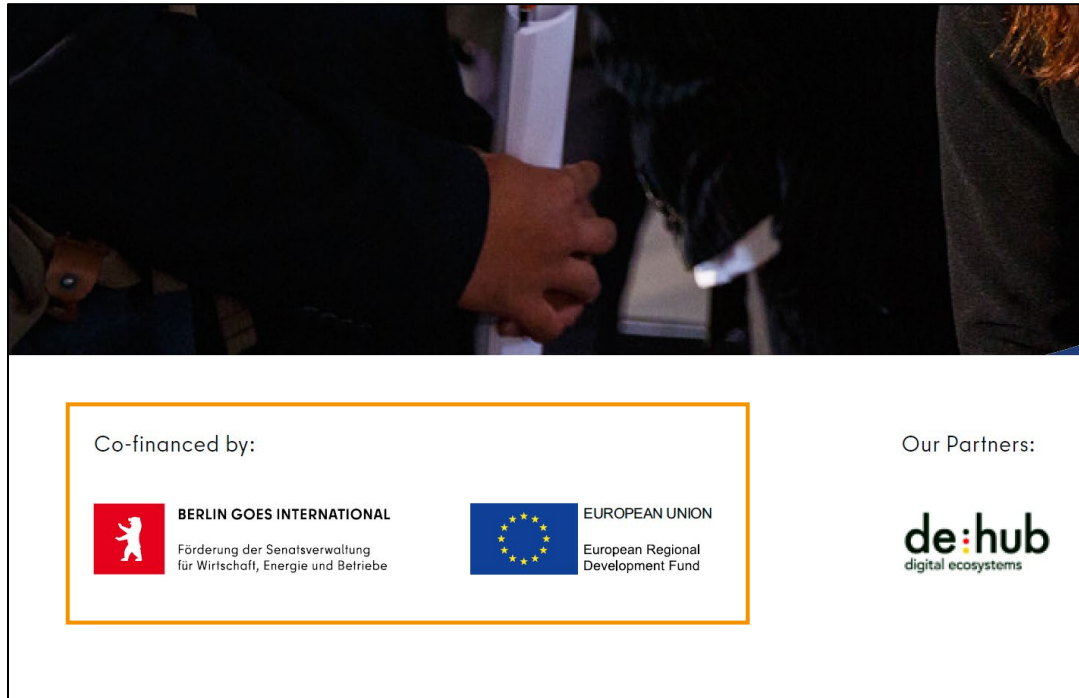 Co-financed by:
BERLIN GOES INTERNATIONAL
Förderung der Senatsverwaltung
für Wirtschaft, Energie und Betriebe
EUROPEAN UNION
European Regional
Development Fund
Our Partners:
de:hub
digital ecosystems